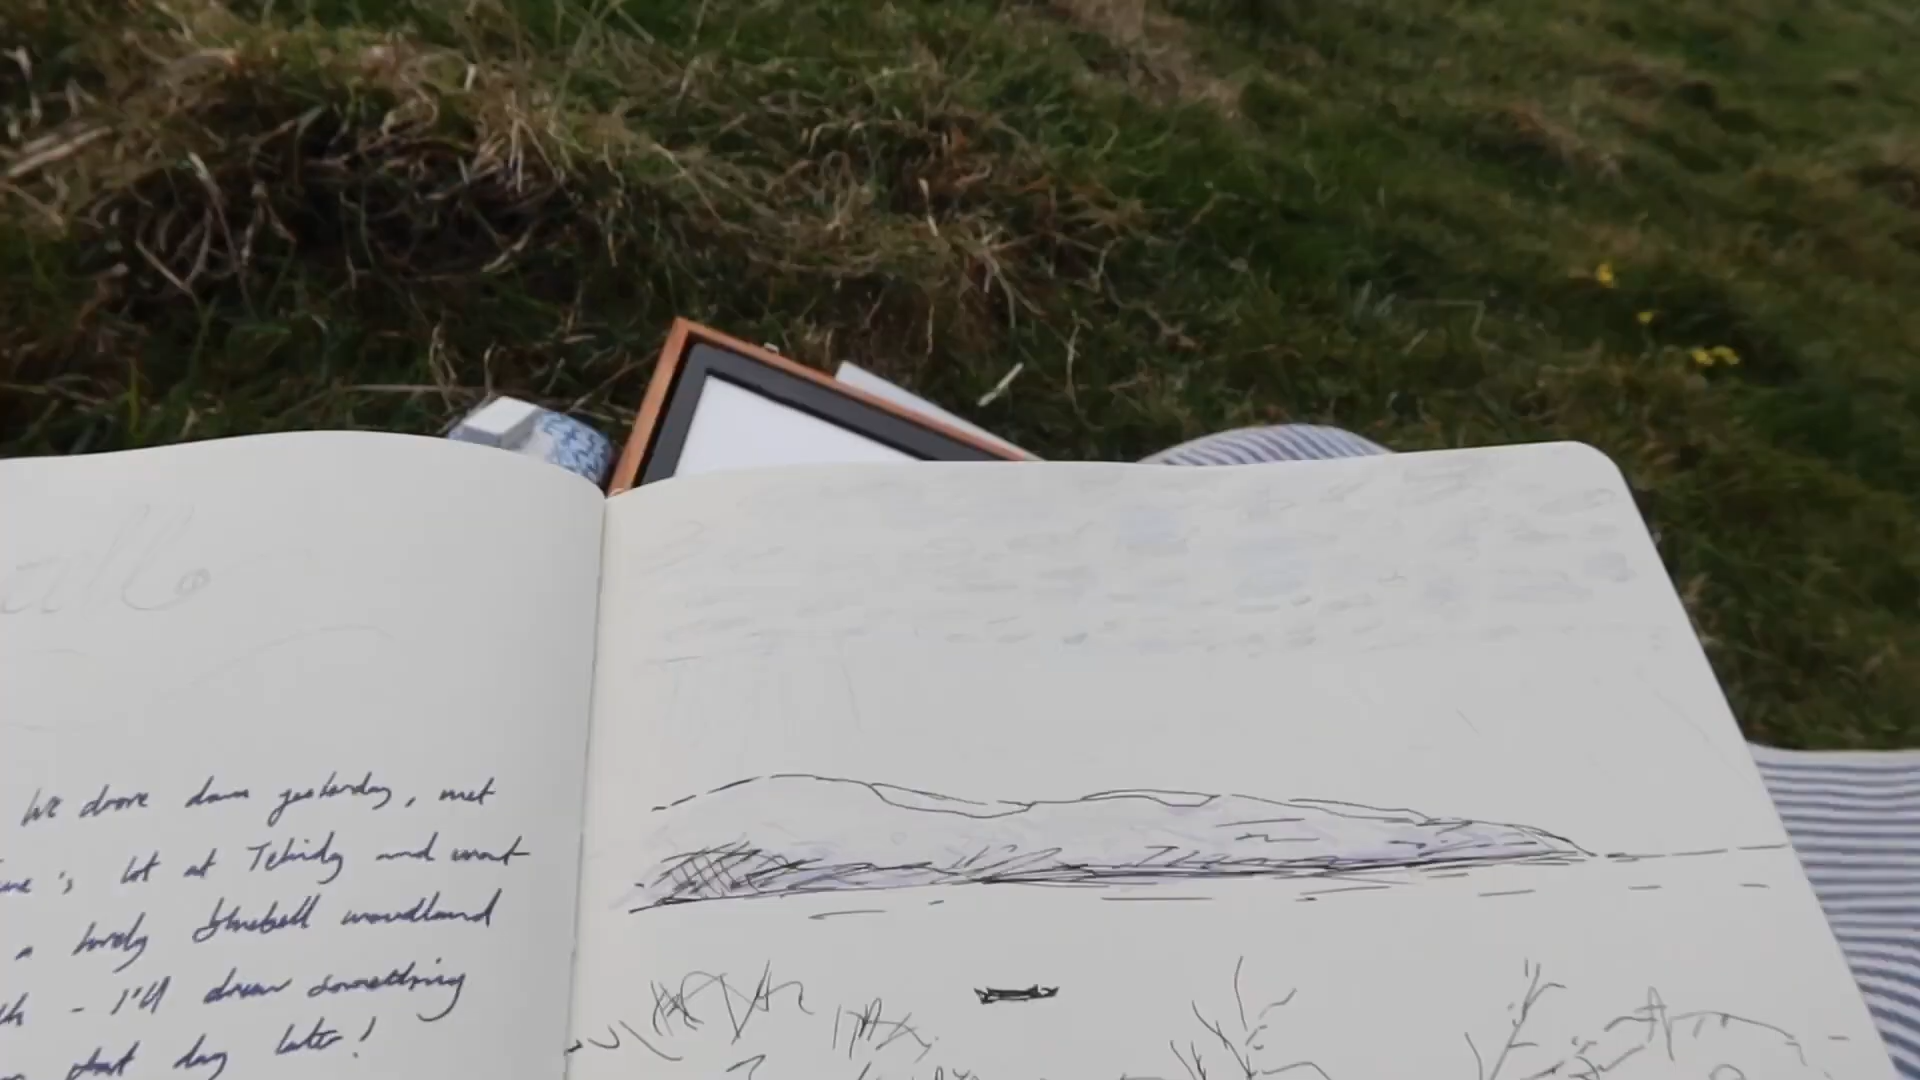 We drove down yesterday, met
's lot at Tehidy and went
a lovely bluebell woodland
- I'll draw something
that day later!